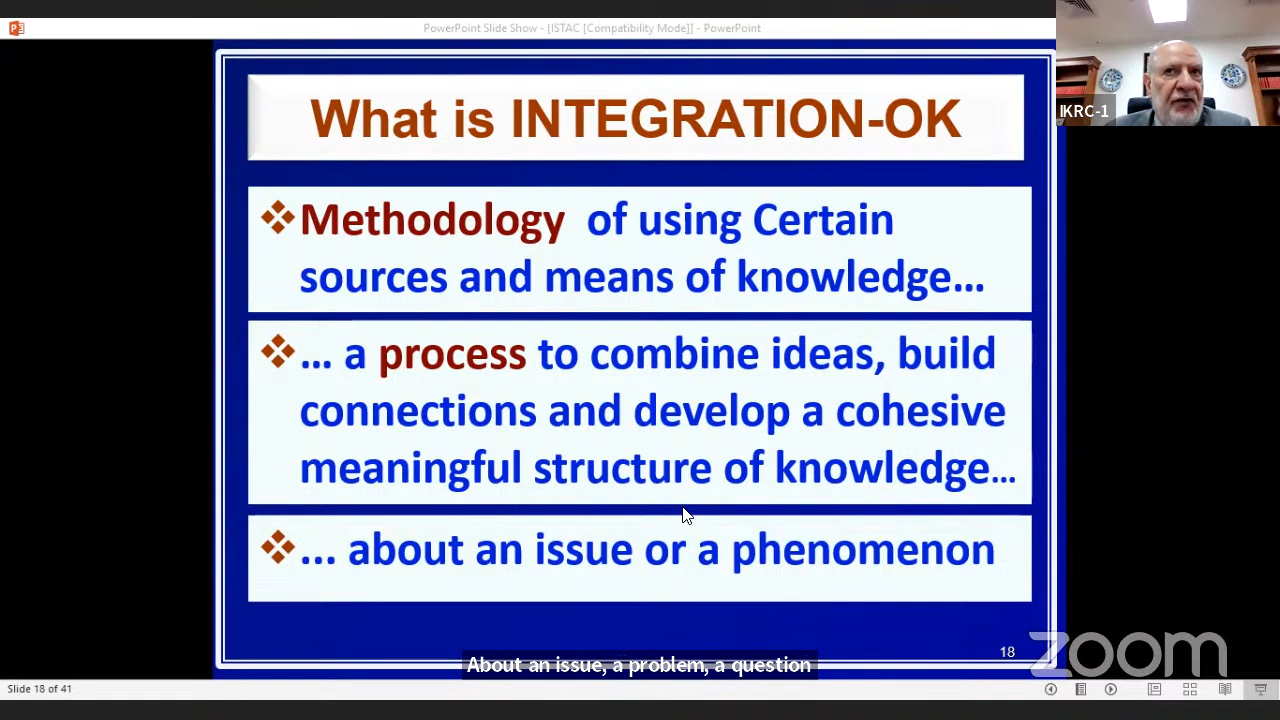 PowerPoint Slide Show - [ISTAC [Compatibility Mode]] - PowerPoint
IKRC-1
What is INTEGRATION-OK
Methodology of using Certain
sources and means of knowledge...
... a process to combine ideas, build
connections and develop a cohesive
meaningful structure of knowledge...
... about an issue or a phenomenon
18
About an issue, a problem, a question
zoom
Slide 18 of 41